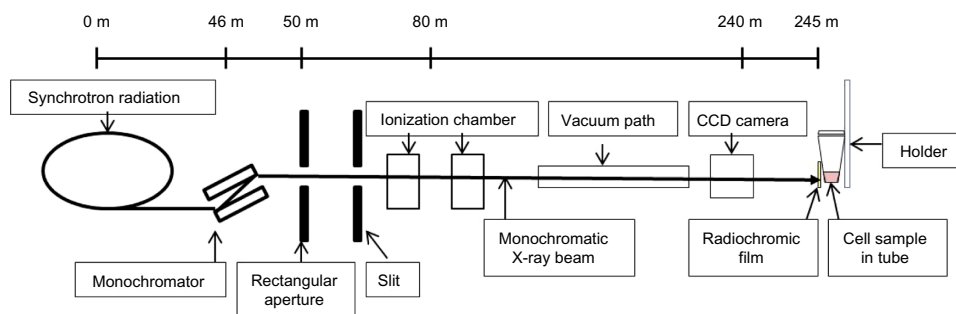 0 m 46 m 50 m 80 m 240 m 245 m
Synchrotron radiation
Ionization chamber
Vacuum path
CCD camera
Holder
Monochromator
Rectangular
aperture
Slit
Monochromatic
X-ray beam
Radiochromic
film
Cell sample
in tube